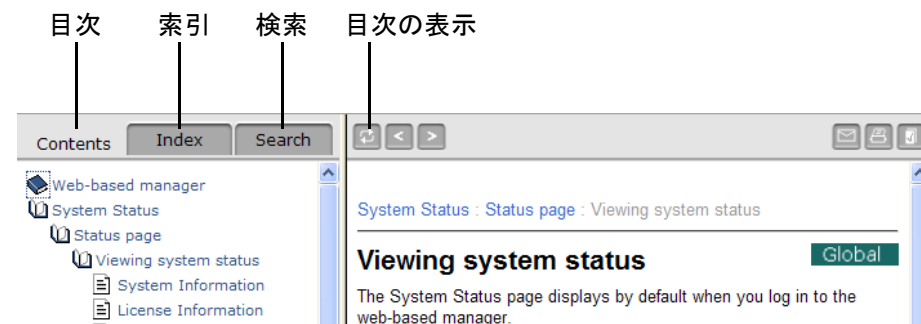 目次 索引 検索 目次の表示
Contents Index Search
Web-based manager
System Status
Status page
Viewing system status
System Information
License Information
System Status : Status page : Viewing system status
Viewing system status Global
The System Status page displays by default when you log in to the
web-based manager.